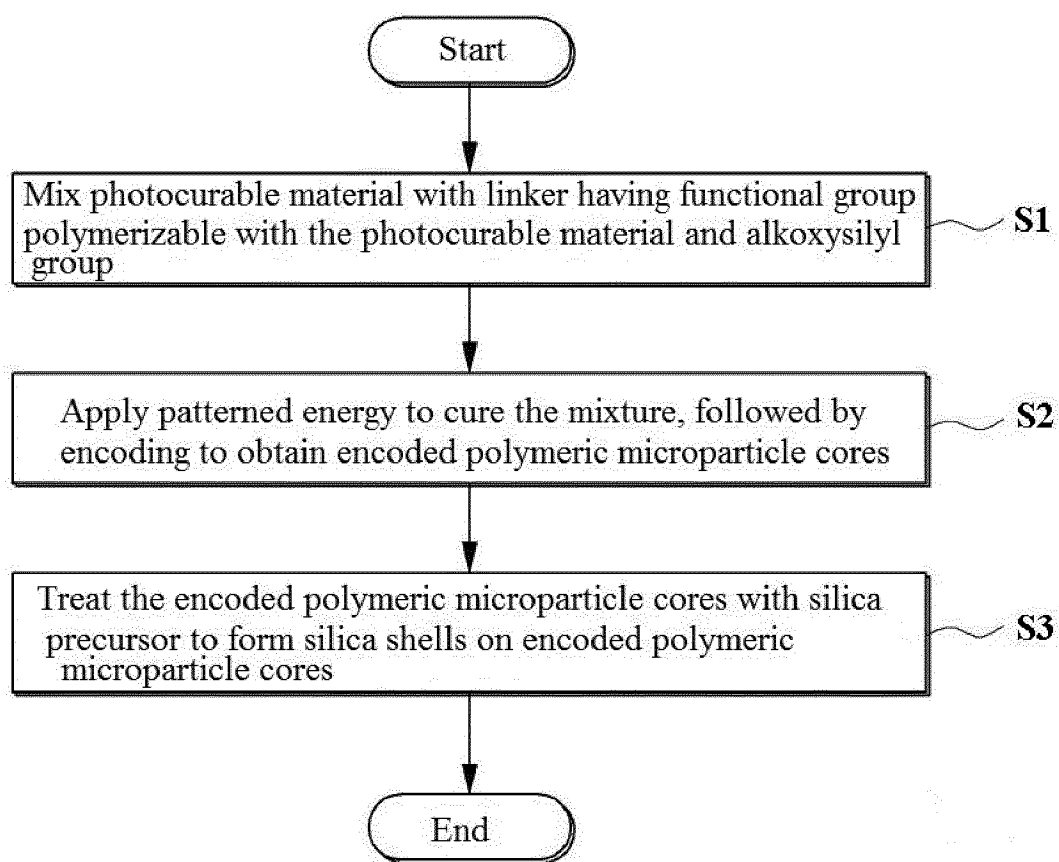 Start
Mix photocurable material with linker having functional group
polymerizable with the photocurable material and alkoxysilyl
group
S1
Apply patterned energy to cure the mixture, followed by
encoding to obtain encoded polymeric microparticle cores
S2
Treat the encoded polymeric microparticle cores with silica
precursor to form silica shells on encoded polymeric
microparticle cores
S3
End